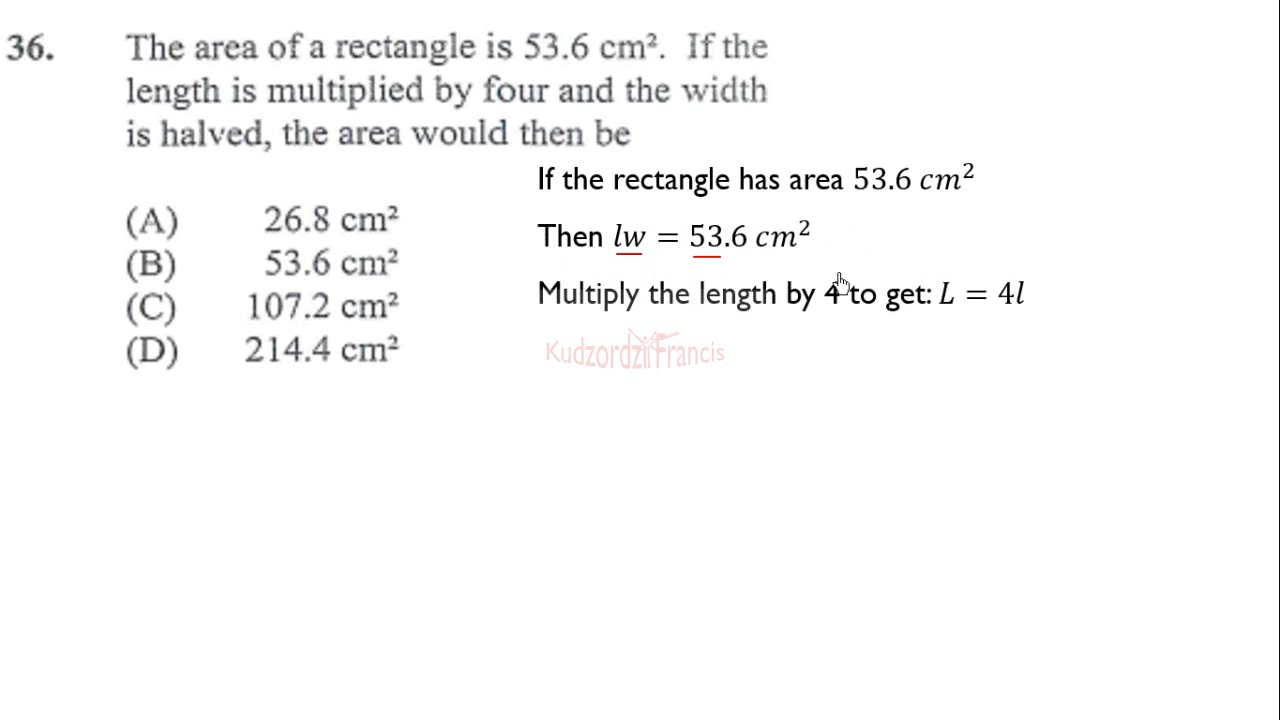 36. The area of a rectangle is 53.6 cm². If the
length is multiplied by four and the width
is halved, the area would then be
(A) 26.8 cm²
(B) 53.6 cm²
(C) 107.2 cm²
(D) 214.4 cm²
If the rectangle has area 53.6 cm²
Then lw = 53.6 cm²
Multiply the length by 4 to get: L = 4l
Kudzordzi Francis